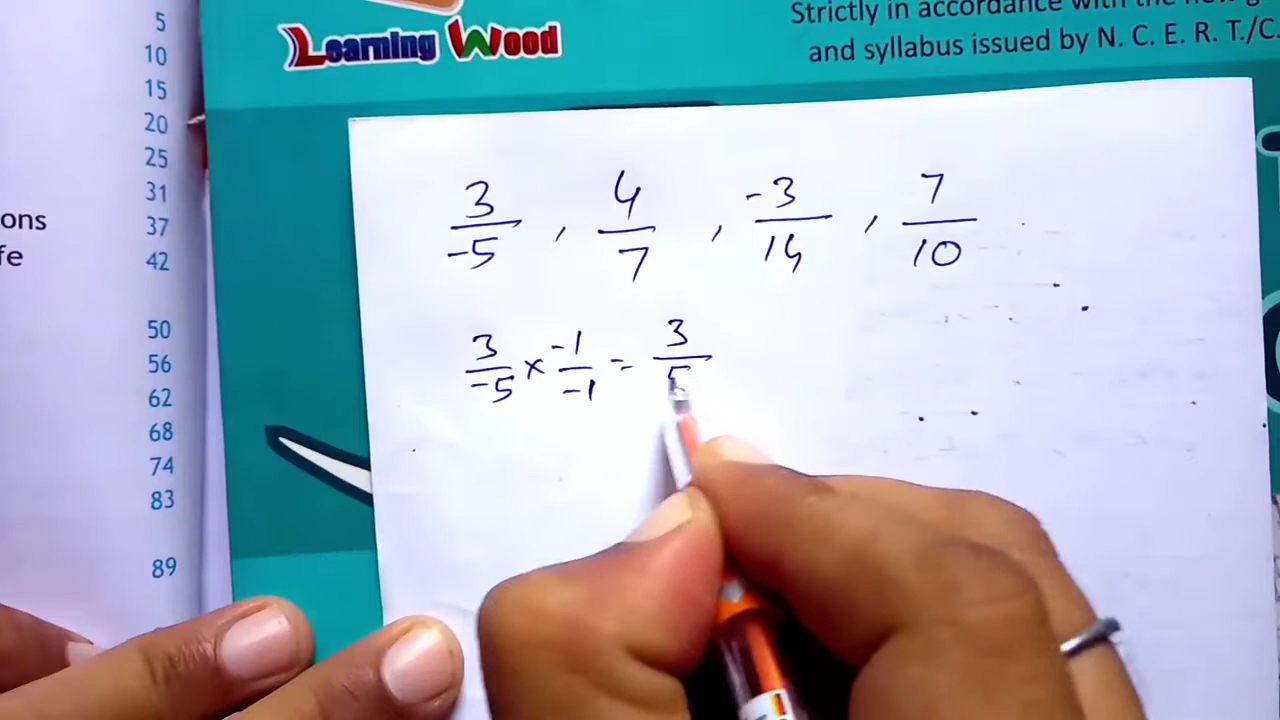 5
10
15
20
25
31
ons 37
fe 42
50
56
62
68
74
83
89
Learning Wood
Strictly in accordance with the new
and syllabus issued by N. C. E. R. T./C.
3/-5 , 4/7 , -3/14 , 7/10
3/-5 × -1/-1 = 3/5